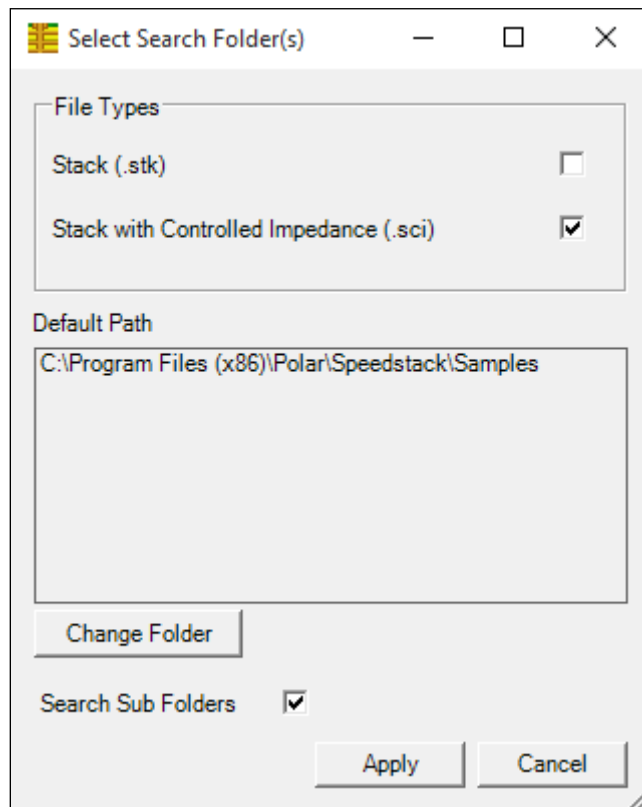 Select Search Folder(s)
File Types
Stack (.stk)
Stack with Controlled Impedance (.sci)
Default Path
C:\Program Files (x86)\Polar\Speedstack\Samples
Change Folder
Search Sub Folders
Apply Cancel